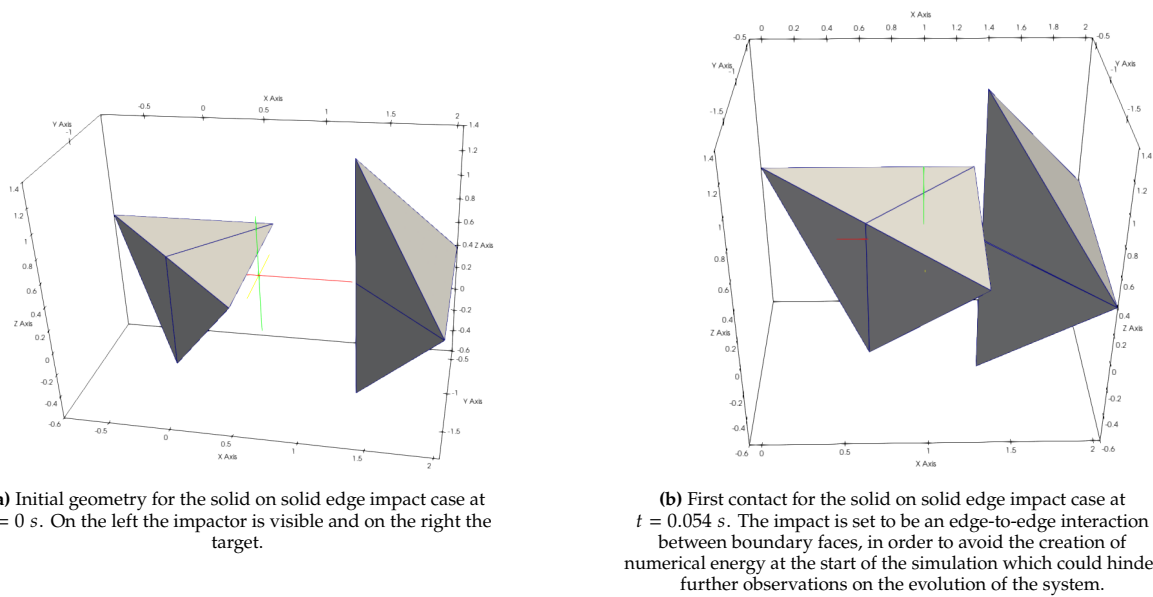 X Axis
-0.5 0 0.5 1 1.5 2
Y Axis
-1
1.4
1.2
1
0.8
0.6
0.4
Z Axis
0.2
0
-0.2
-0.4
-0.6
-0.5 0 0.5 1 1.5 2
X Axis
1.4
1.2
1
0.8
0.6
0.4 Z Axis
0.2
0
-0.2
-0.4
-0.6
-0.5
-1
Y Axis
-1.5
X Axis
0 0.2 0.4 0.6 0.8 1 1.2 1.4 1.6 1.8 2
-0.5
Y Axis
-1
-1.5
1.4
1.2
1
0.8
0.6
0.4
Z Axis
0.2
0
-0.2
-0.4
-0.6
0 0.5 1 1.5 2
X Axis
-0.5
Y Axis
-1
-1.5
1.4
1.2
1
0.8
0.6
0.4
Z Axis
0.2
0
-0.2
-0.4
-0.6
) Initial geometry for the solid on solid edge impact case at
= 0 s. On the left the impactor is visible and on the right the
target.
(b) First contact for the solid on solid edge impact case at
t = 0.054 s. The impact is set to be an edge-to-edge interaction
between boundary faces, in order to avoid the creation of
numerical energy at the start of the simulation which could hinde
further observations on the evolution of the system.